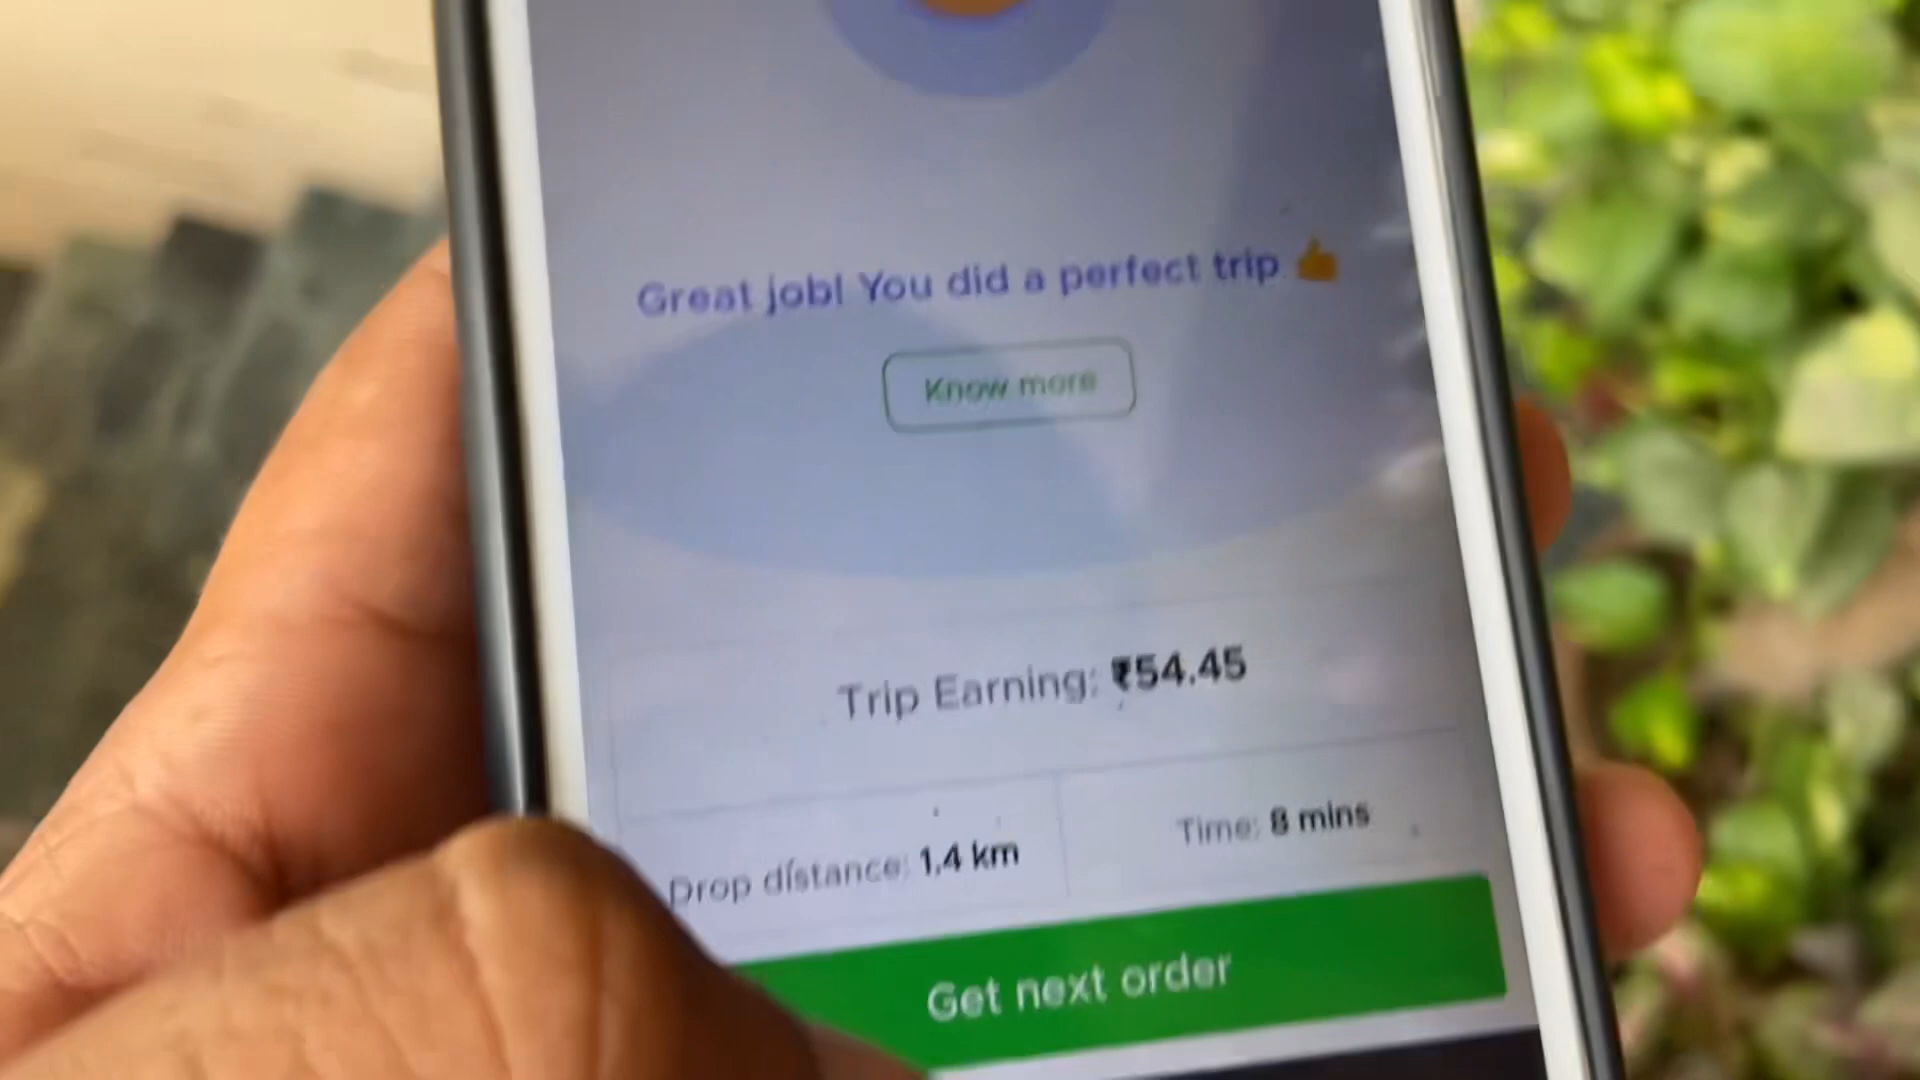 Great job! You did a perfect trip 👍
Know more
Trip Earning: ₹54.45
Drop distance: 1.4 km
Time: 8 mins
Get next order